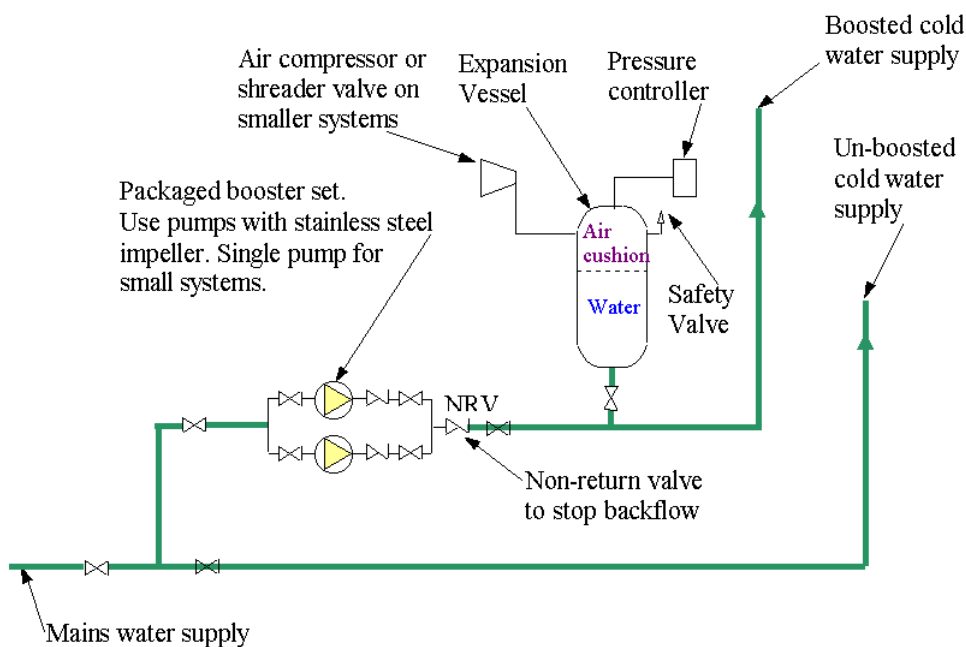 Boosted cold
water supply
Air compressor or
shreader valve on
smaller systems
Expansion
Vessel
Pressure
controller
Un-boosted
cold water
supply
Packaged booster set.
Use pumps with stainless steel
impeller. Single pump for
small systems.
Air
cushion
Water
Safety
Valve
NRV
Non-return valve
to stop backflow
Mains water supply